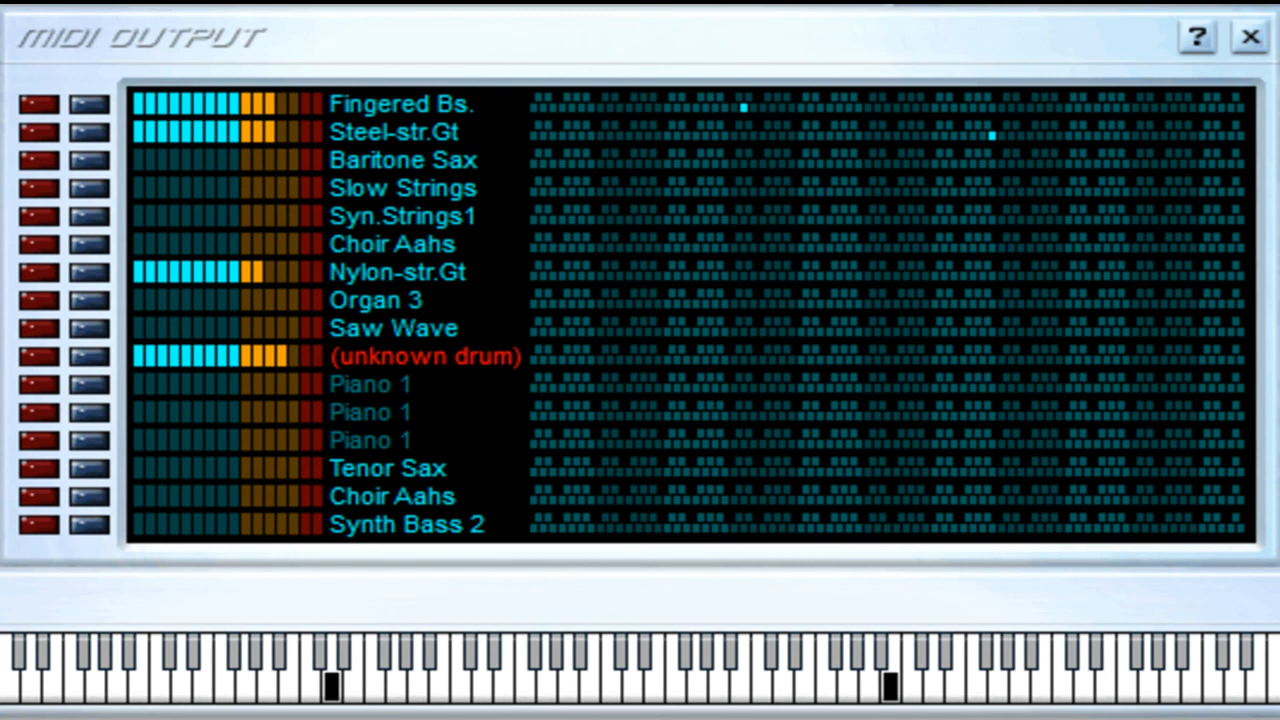 MIDI OUTPUT
? ×
Fingered Bs.
Steel-str.Gt
Baritone Sax
Slow Strings
Syn.Strings1
Choir Aahs
Nylon-str.Gt
Organ 3
Saw Wave
(unknown drum)
Piano 1
Piano 1
Piano 1
Tenor Sax
Choir Aahs
Synth Bass 2